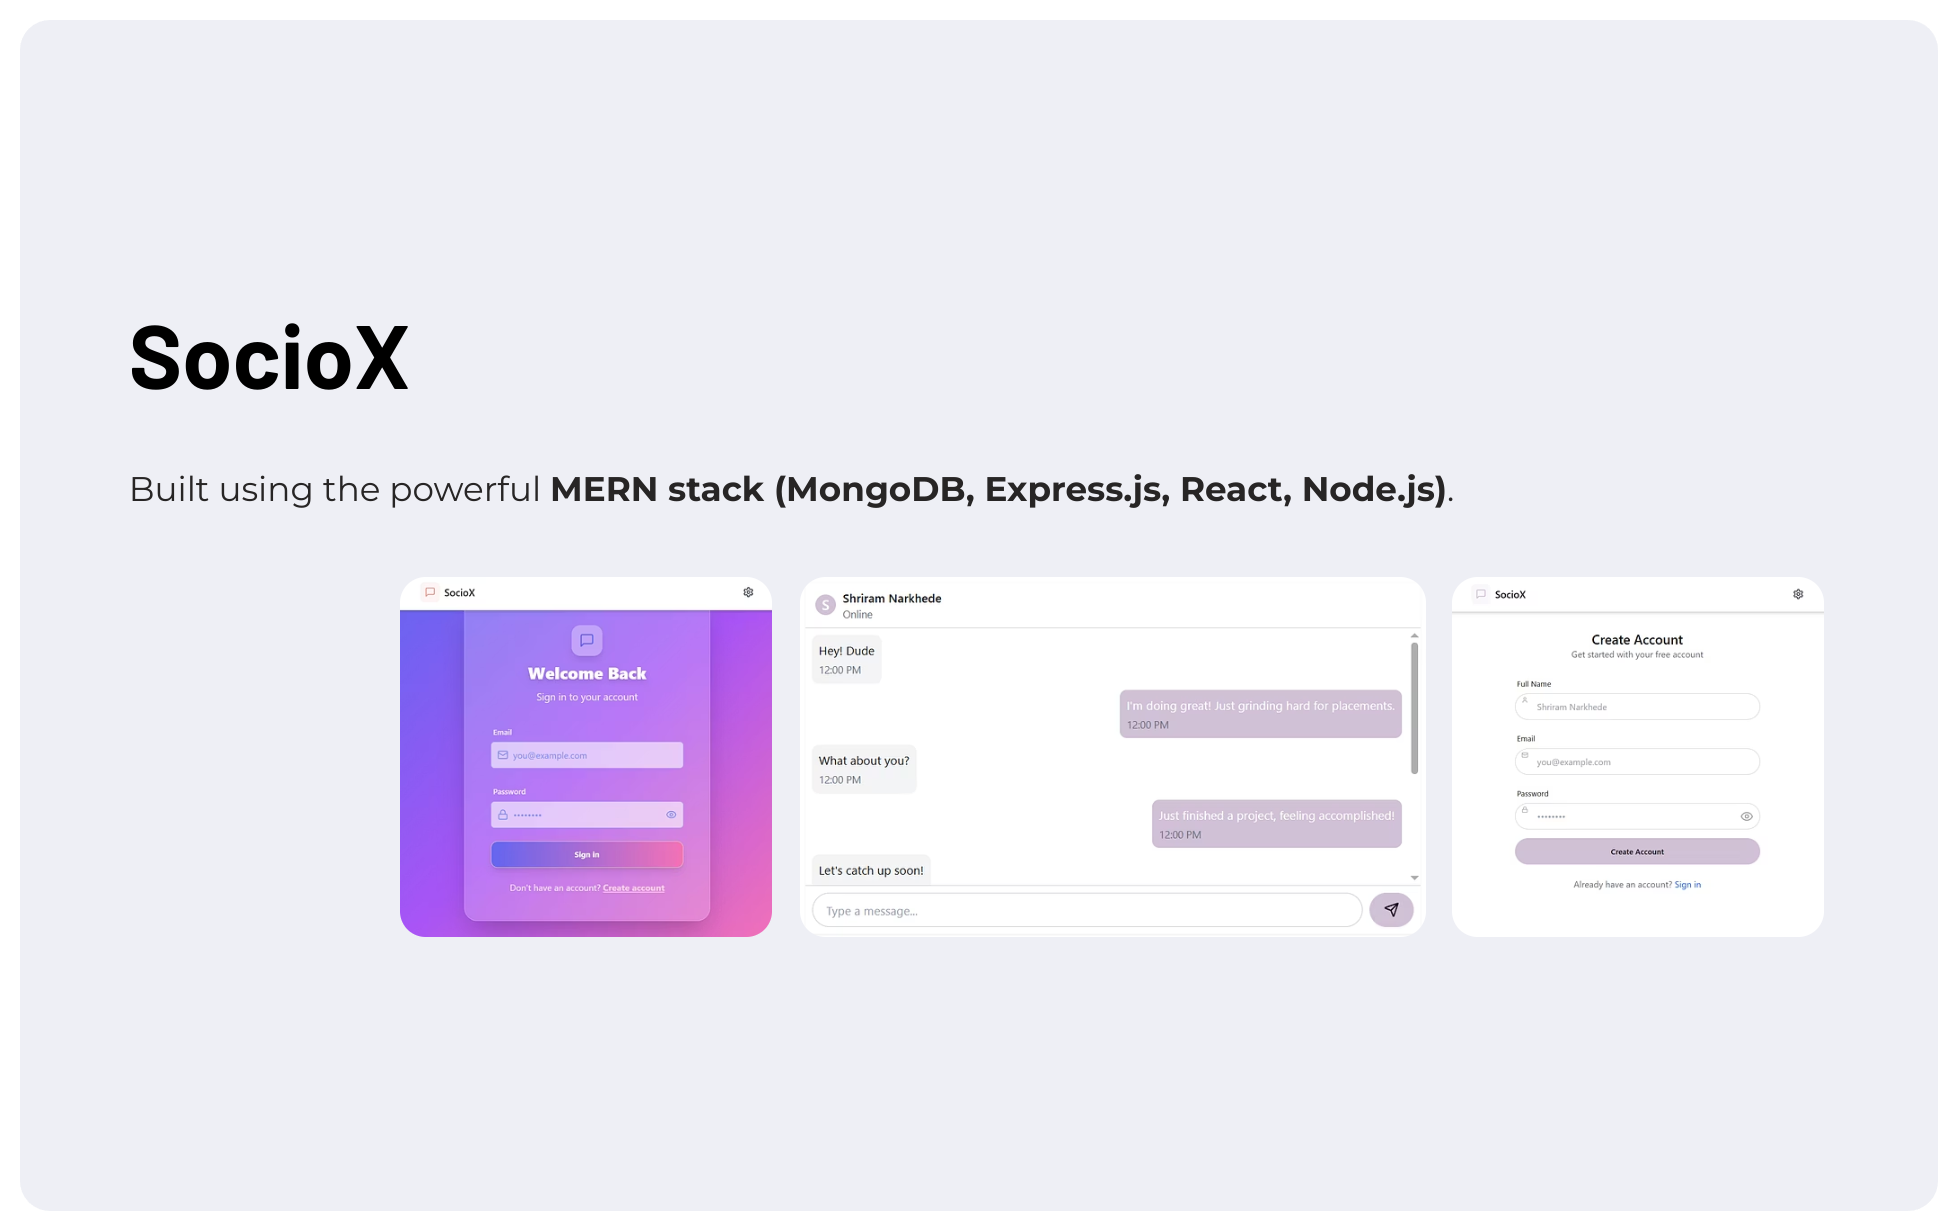 SocioX
Built using the powerful MERN stack (MongoDB, Express.js, React, Node.js).
SocioX
Welcome Back
Sign in to your account
Email
you@example.com
Password
••••••••
Sign in
Don't have an account? Create account
S
Shriram Narkhede
Online
Hey! Dude
12:00 PM
I'm doing great! Just grinding hard for placements.
12:00 PM
What about you?
12:00 PM
Just finished a project, feeling accomplished!
12:00 PM
Let's catch up soon!
Type a message...
SocioX
Create Account
Get started with your free account
Full Name
Shriram Narkhede
Email
you@example.com
Password
••••••••
Create Account
Already have an account? Sign in